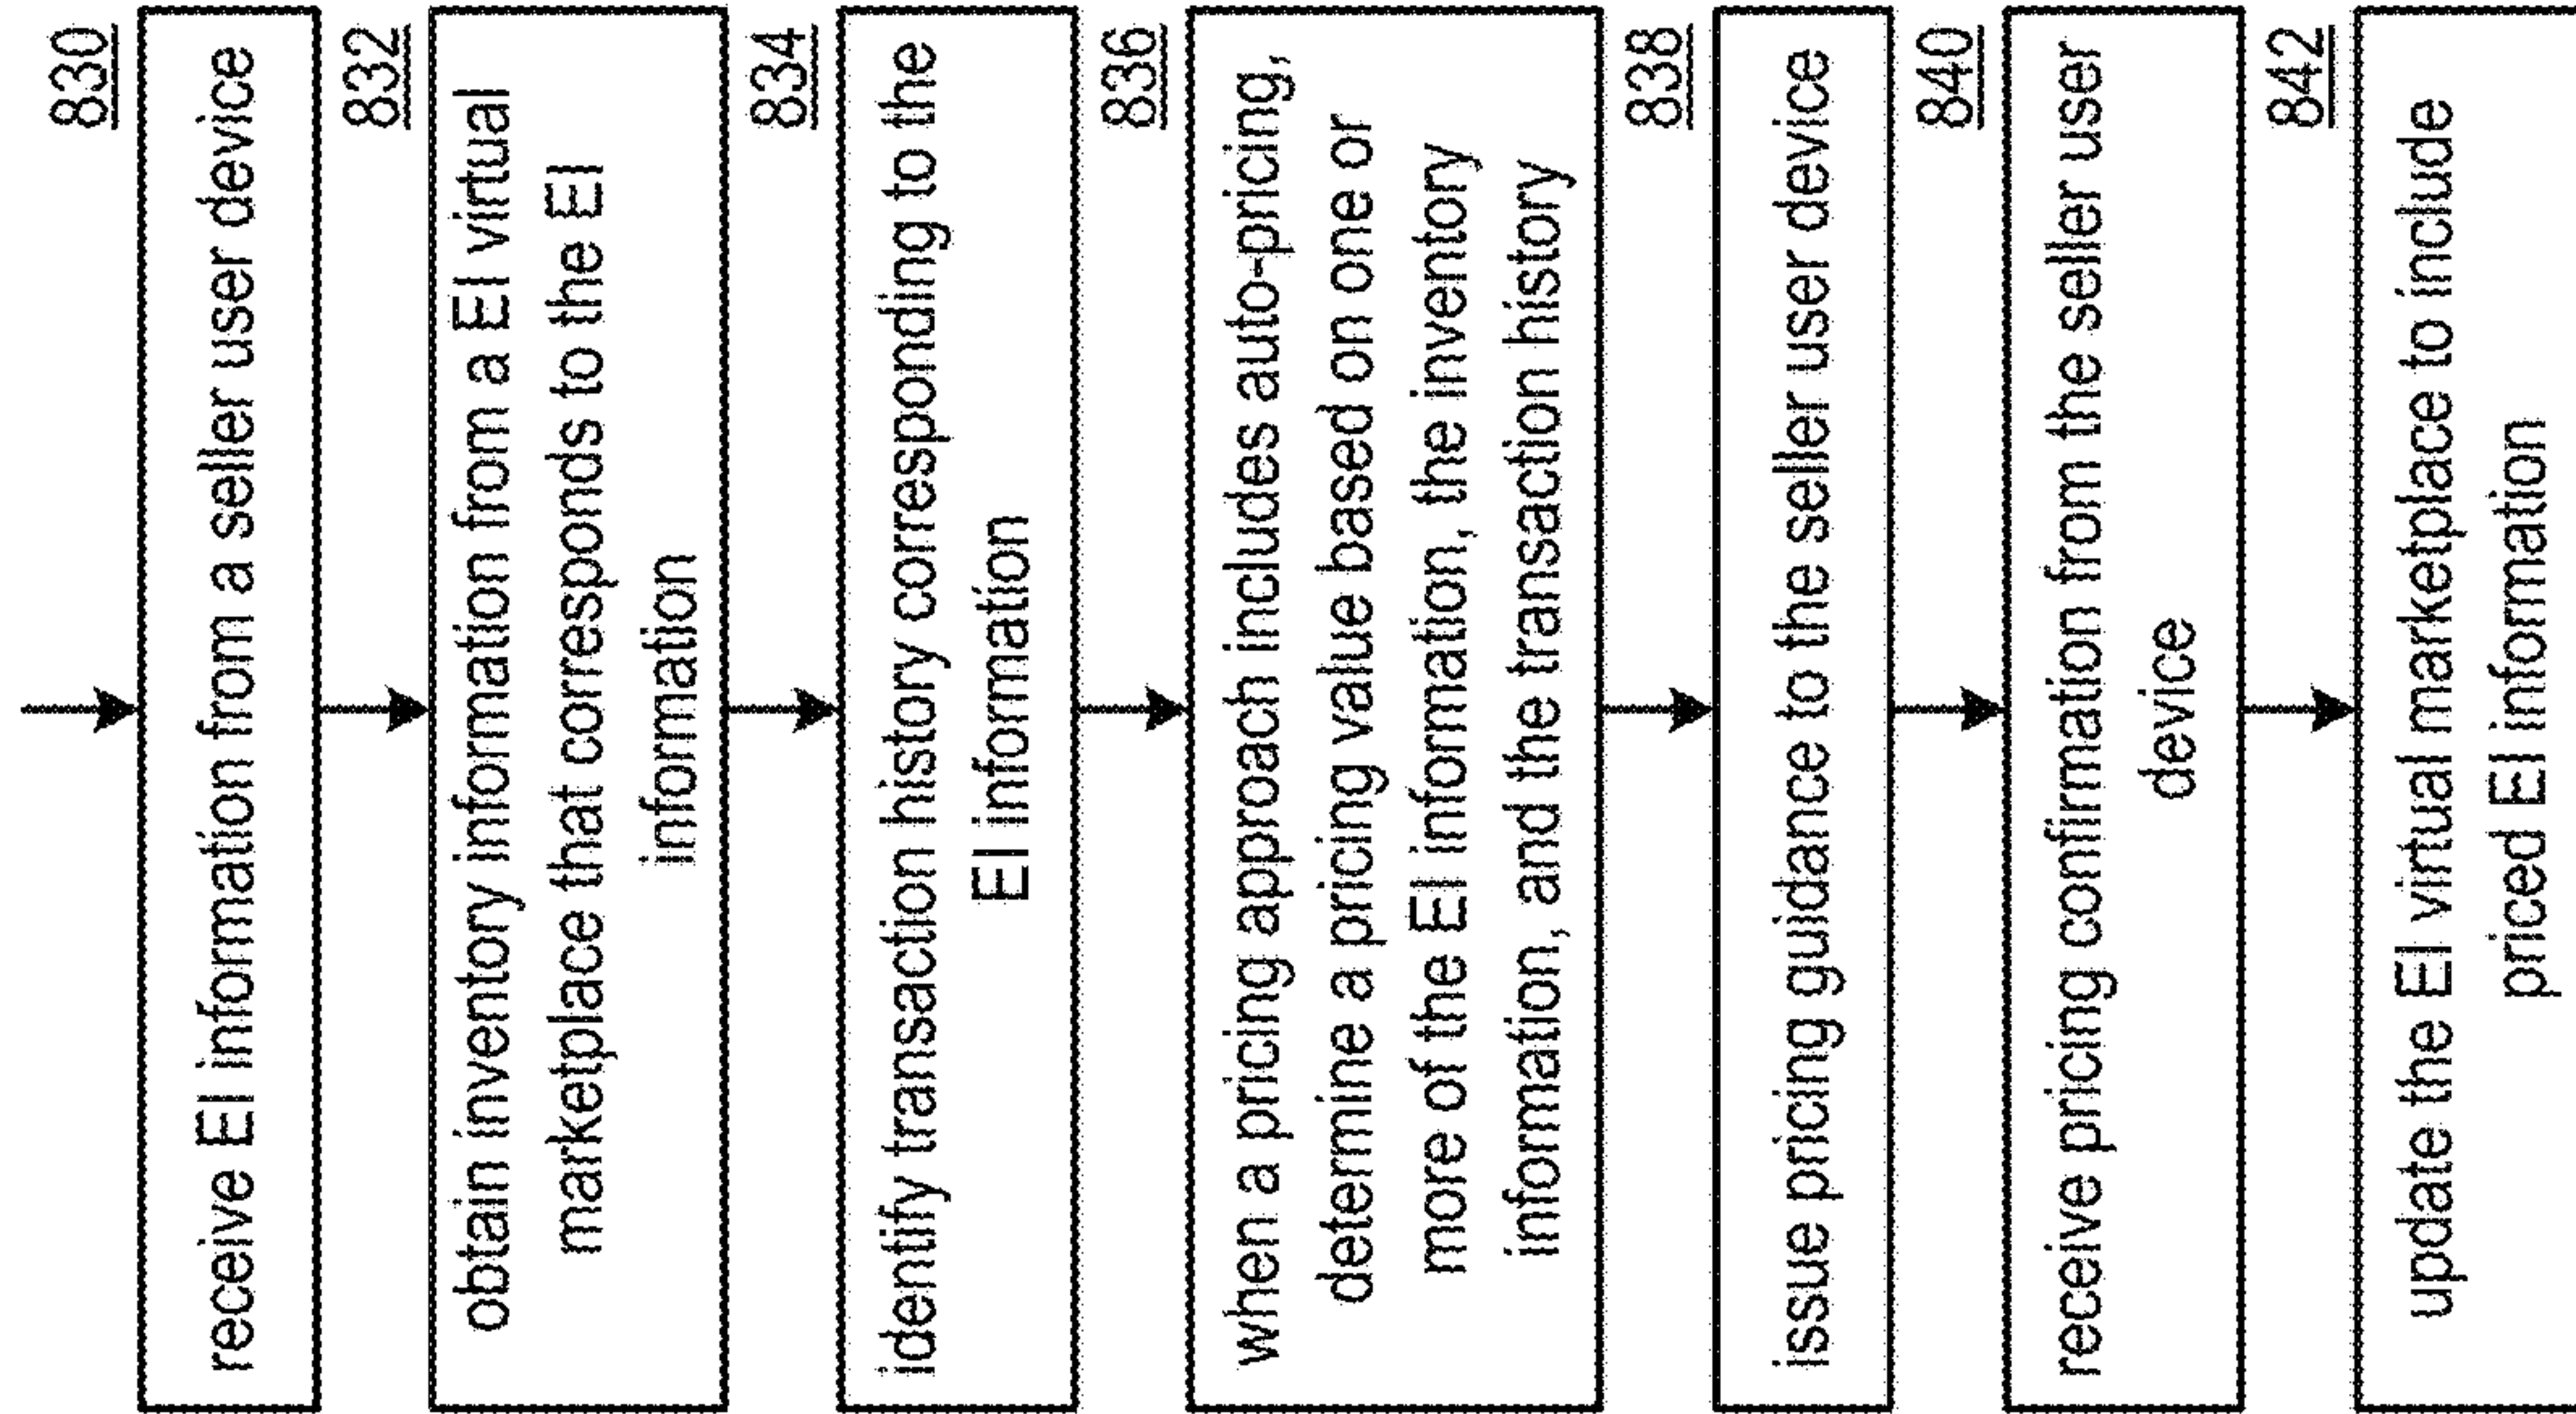 830
receive EI information from a seller user device
832
obtain inventory information from a EI virtual
marketplace that corresponds to the EI
information
834
identify transaction history corresponding to the
EI information
836
when a pricing approach includes auto-pricing,
determine a pricing value based on one or
more of the EI information, the inventory
information, and the transaction history
838
issue pricing guidance to the seller user device
840
receive pricing confirmation from the seller user
device
842
update the EI virtual marketplace to include
priced EI information